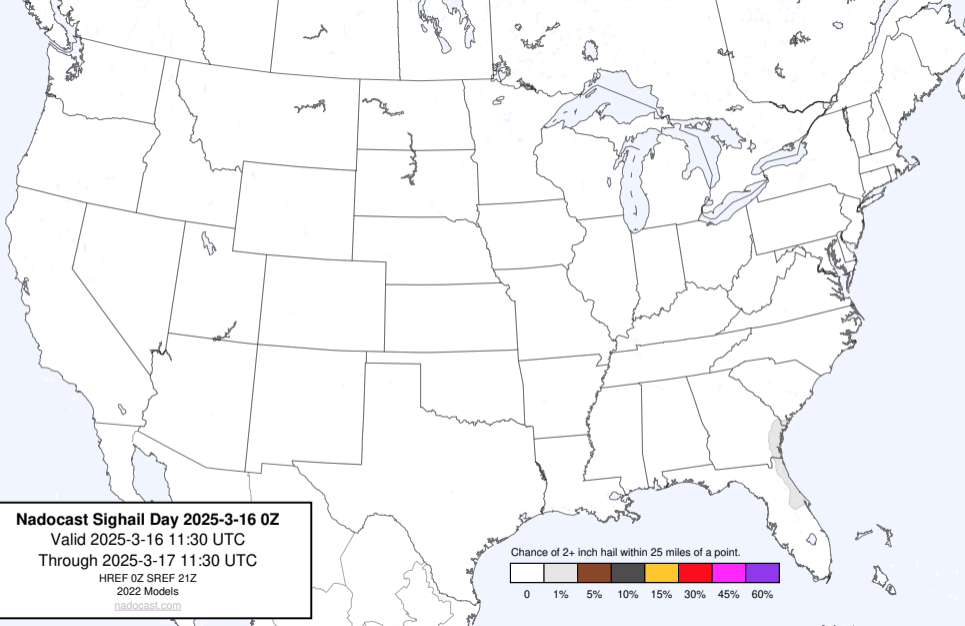 Nadocast Sighail Day 2025-3-16 0Z
Valid 2025-3-16 11:30 UTC
Through 2025-3-17 11:30 UTC
HREF 0Z SREF 21Z
2022 Models
nadocast.com
Chance of 2+ inch hail within 25 miles of a point.
0 1% 5% 10% 15% 30% 45% 60%